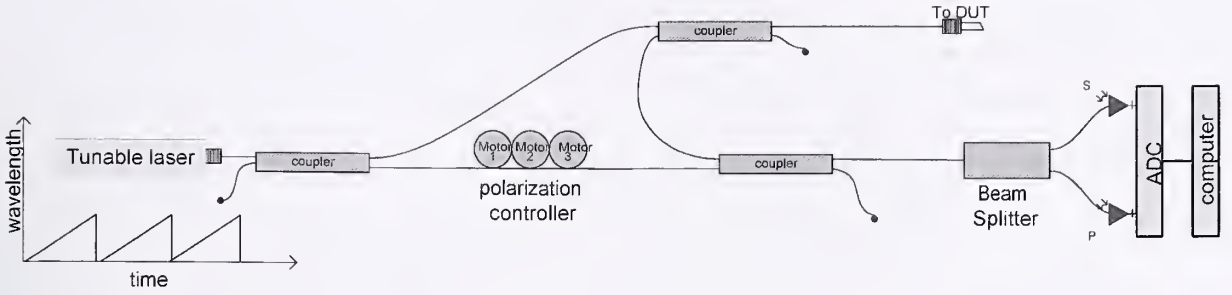 To DUT
coupler
S
wavelength
Tunable laser
coupler
Motor 1
Motor 2
Motor 3
polarization
controller
coupler
Beam
Splitter
P
ADC
computer
time